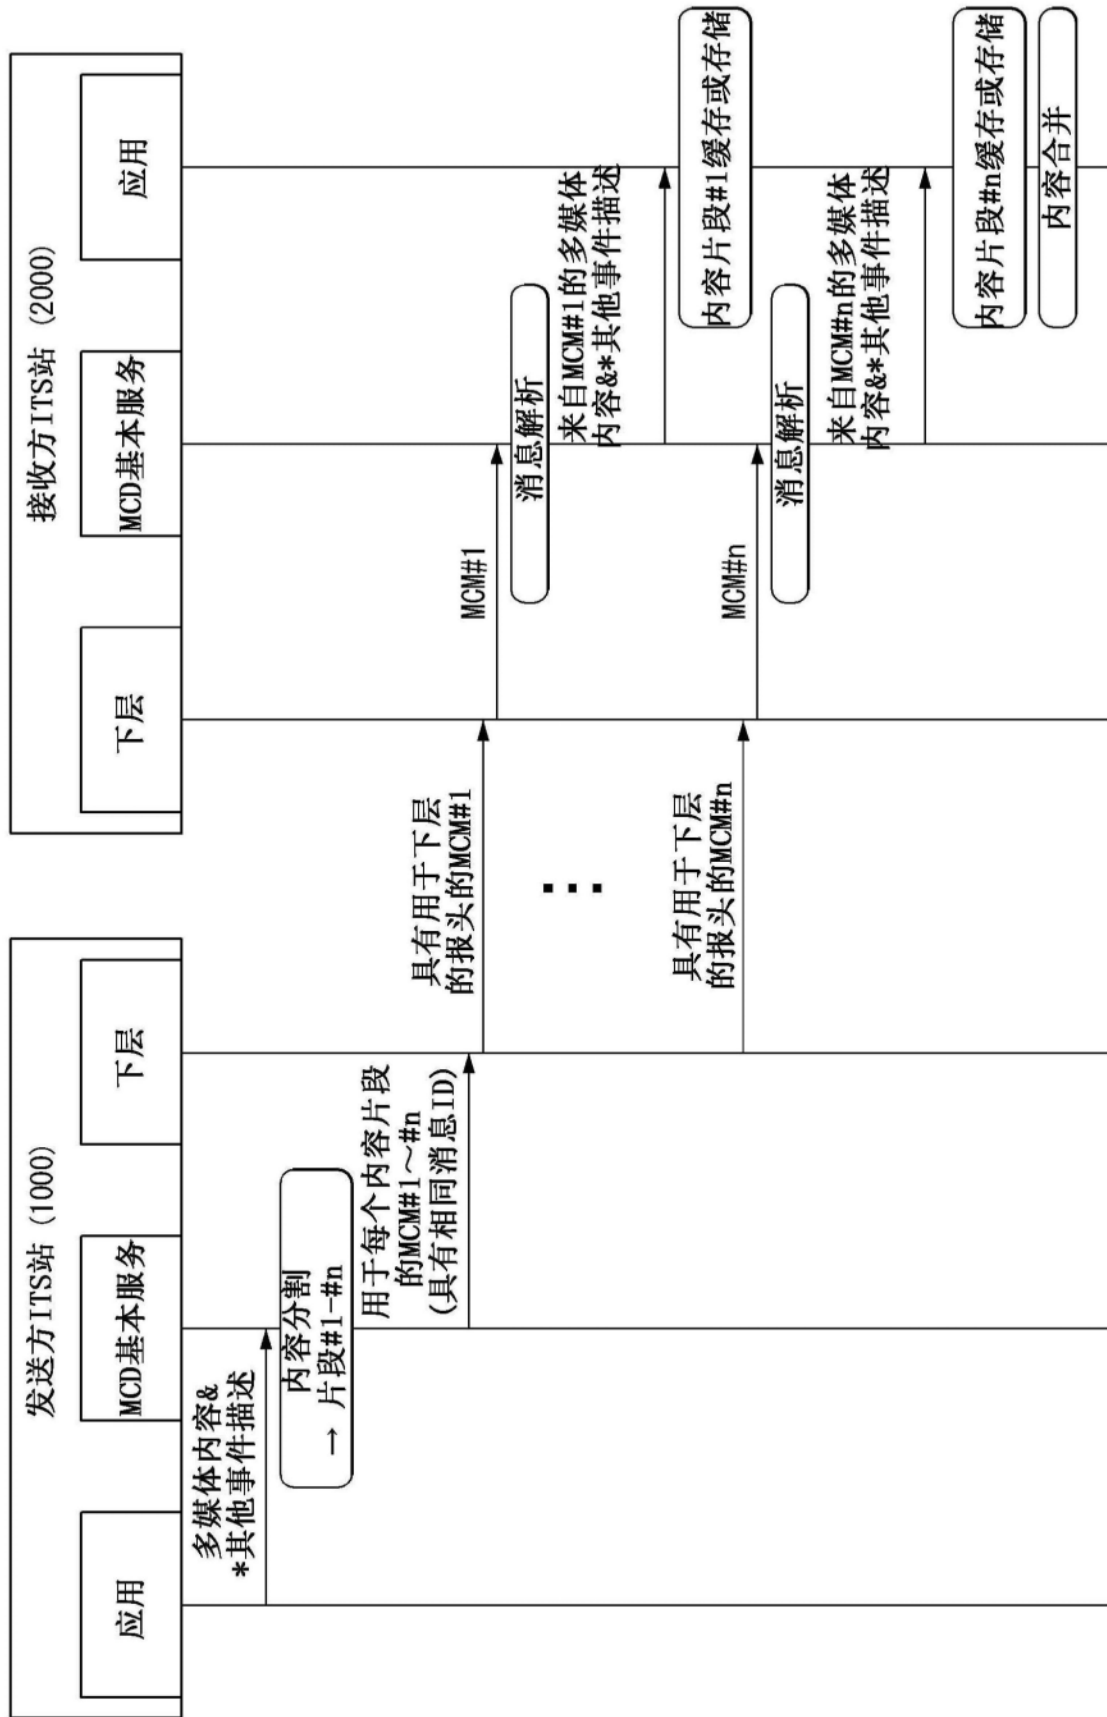 发送方ITS站 (1000)
接收方ITS站 (2000)
应用
MCD基本服务
下层
下层
MCD基本服务
应用
多媒体内容&
*其他事件描述
内容分割
→ 片段#1-#n
用于每个内容片段
的MCM#1～#n
(具有相同消息ID)
具有用于下层
的报头的MCM#1
MCM#1
消息解析
来自MCM#1的多媒体
内容&*其他事件描述
内容片段#1缓存或存储
...
具有用于下层
的报头的MCM#n
MCM#n
消息解析
来自MCM#n的多媒体
内容&*其他事件描述
内容片段#n缓存或存储
内容合并